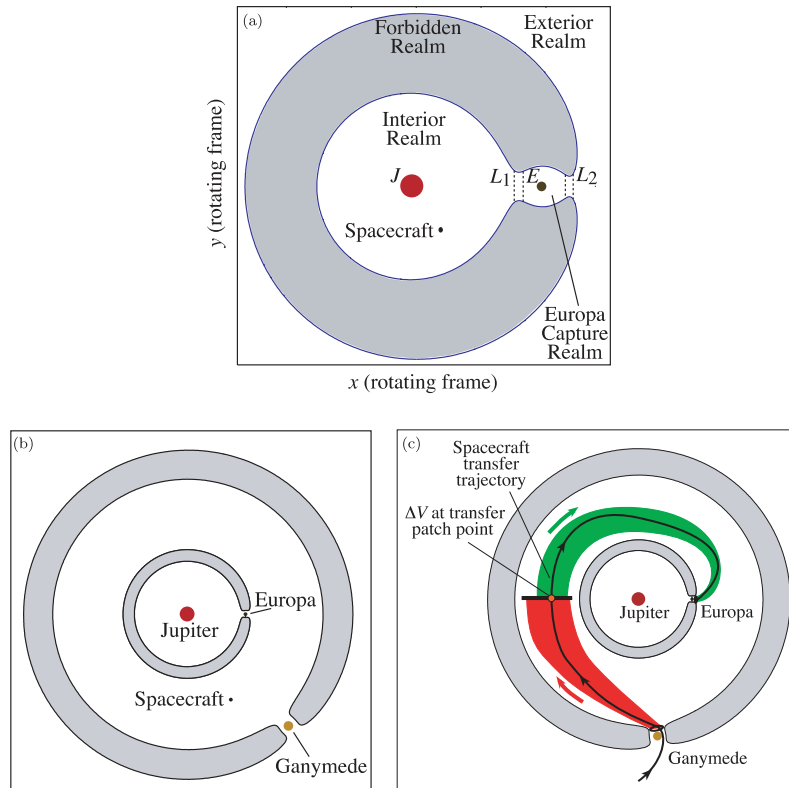 (a)
Forbidden
Realm
Exterior
Realm
Interior
Realm
J
L1
E
L2
Spacecraft
Europa
Capture
Realm
y (rotating frame)
x (rotating frame)
(b)
Europa
Jupiter
Spacecraft
Ganymede
(c)
Spacecraft
transfer
trajectory
ΔV at transfer
patch point
Jupiter
Europa
Ganymede